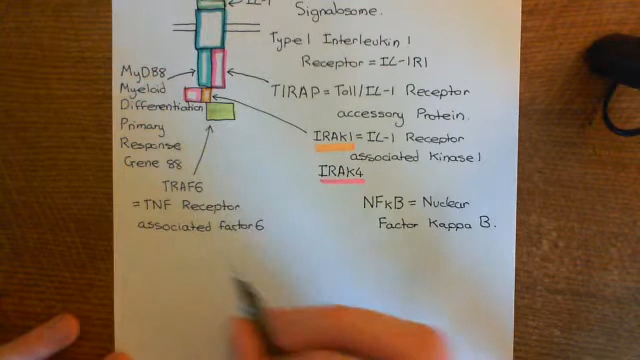 IL-1
Signalosome.
Type 1 Interleukin 1
Receptor = IL-1R1
MyD88
Myeloid
Differentiation
Primary
Response
Gene 88
TIRAP = Toll/IL-1 Receptor
accessory Protein.
IRAK1 = IL-1 Receptor
associated Kinase 1
IRAK4
TRAF6
= TNF Receptor
associated factor 6
NFKB = Nuclear
Factor Kappa B.